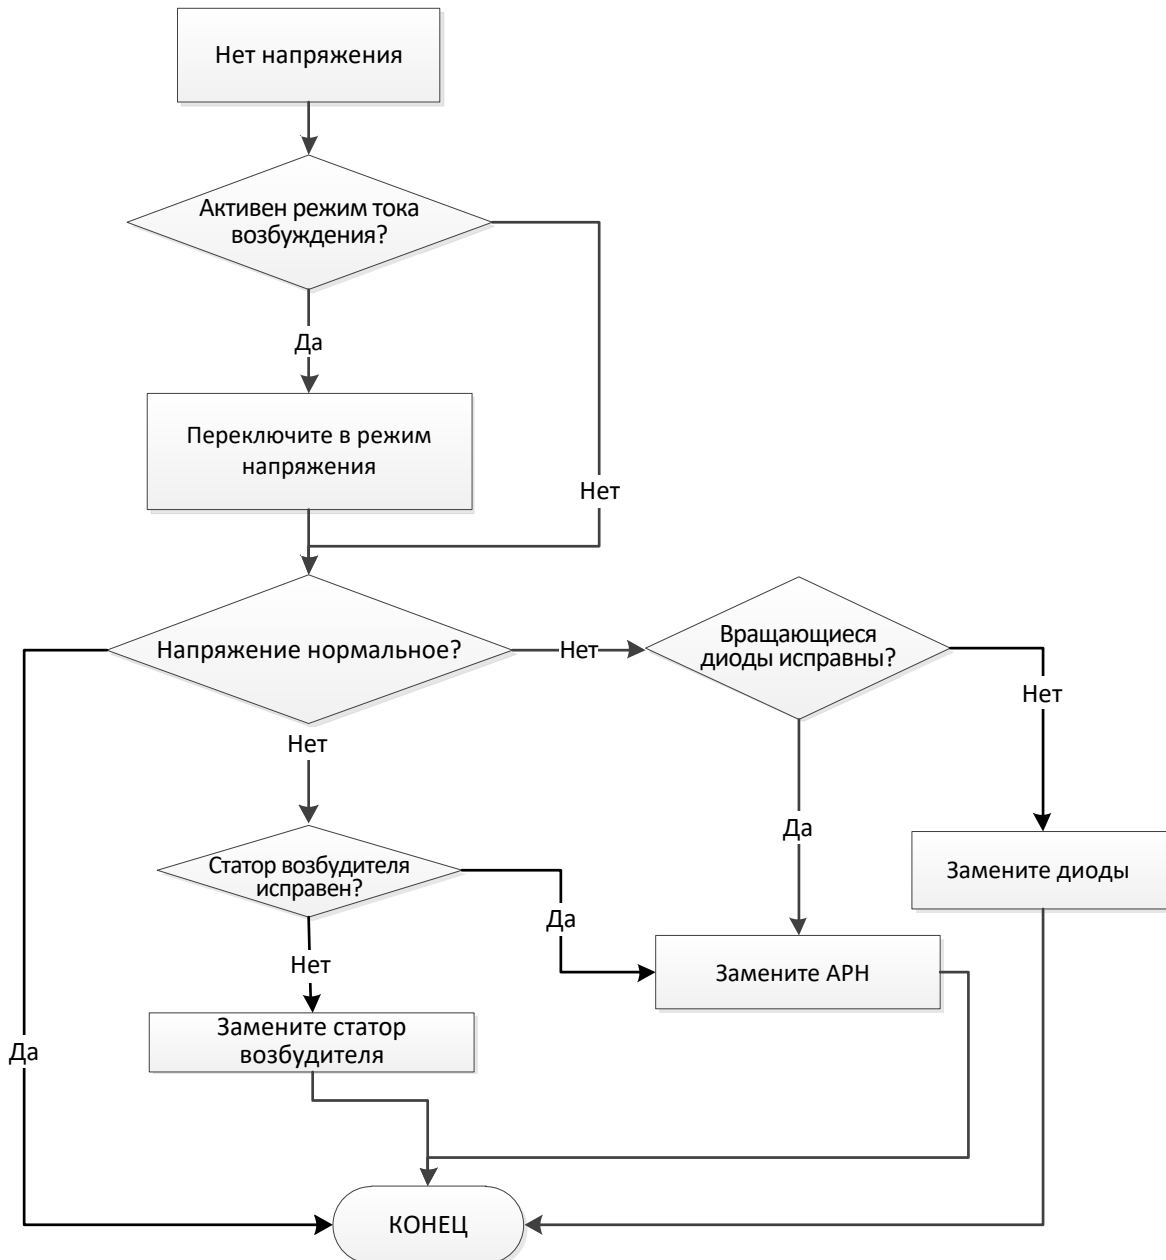 Нет напряжения
Активен режим тока
возбуждения?
Да
Переключите в режим
напряжения
Нет
Напряжение нормальное?
Нет
Вращающиеся
диоды исправны?
Нет
Нет
Да
Статор возбудителя
исправен?
Замените диоды
Да
Нет
Замените АРН
Замените статор
возбудителя
Да
КОНЕЦ